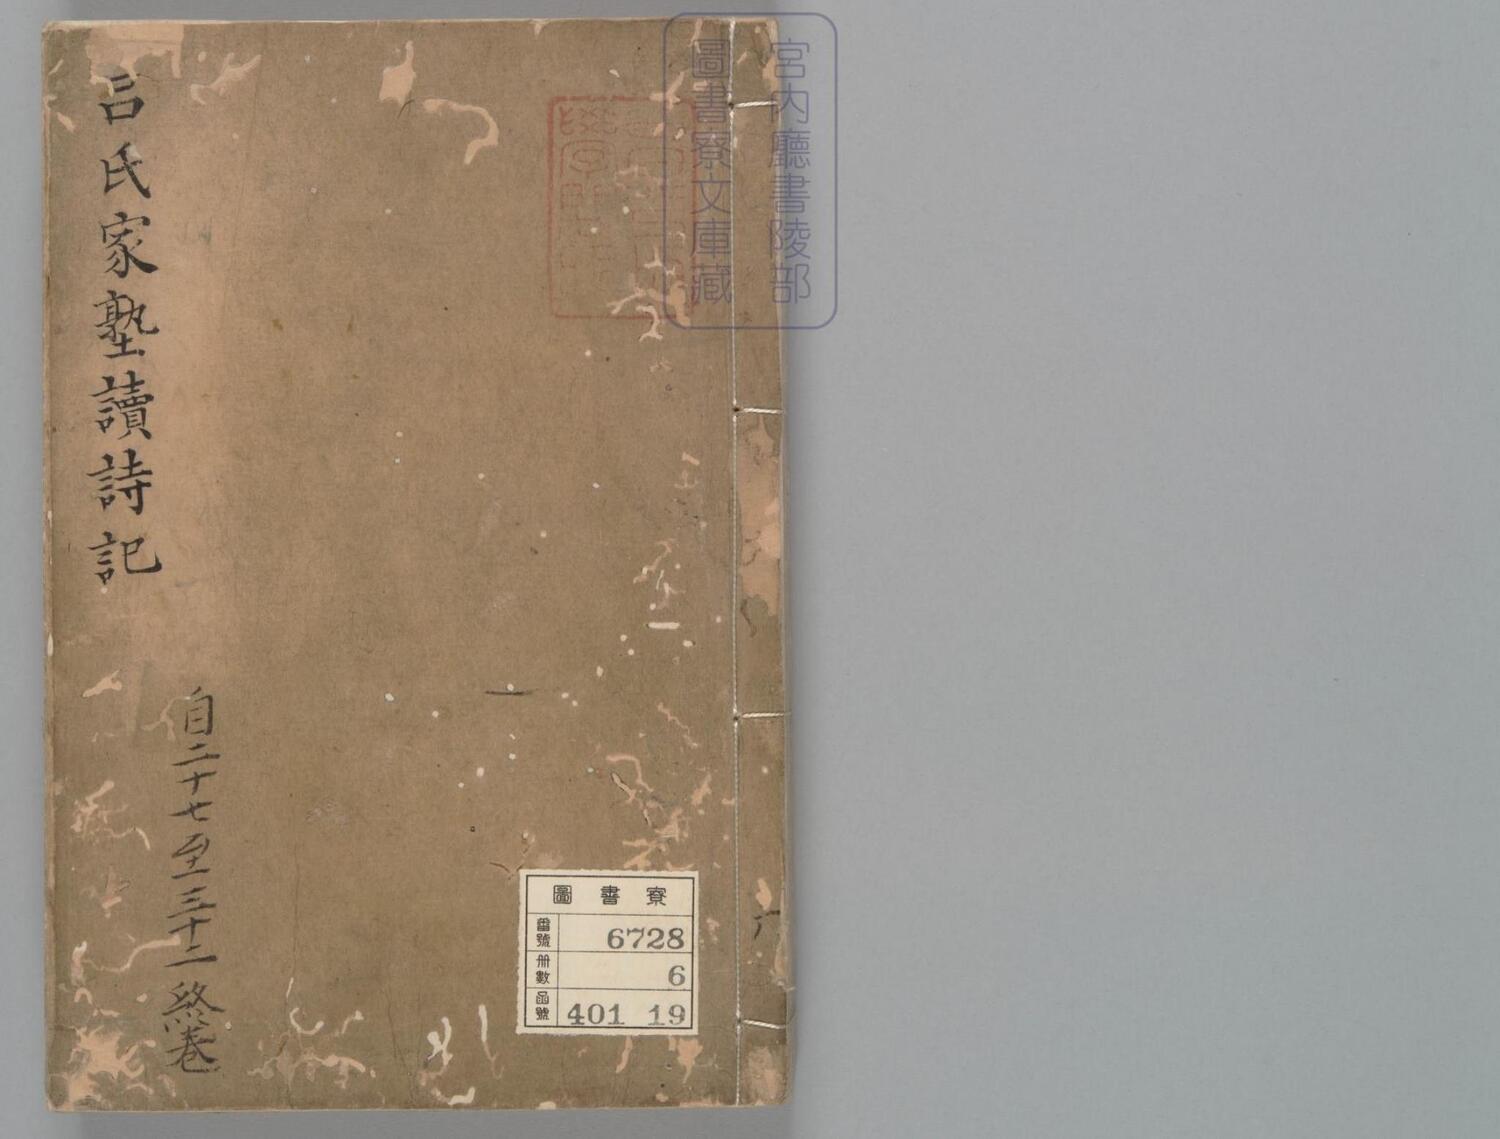 宮内廳書陵部
圖書寮文庫藏
呂氏家塾讀詩記
自二十七至三十二終卷
圖書寮
番號 6728
册數 6
函號 401 19